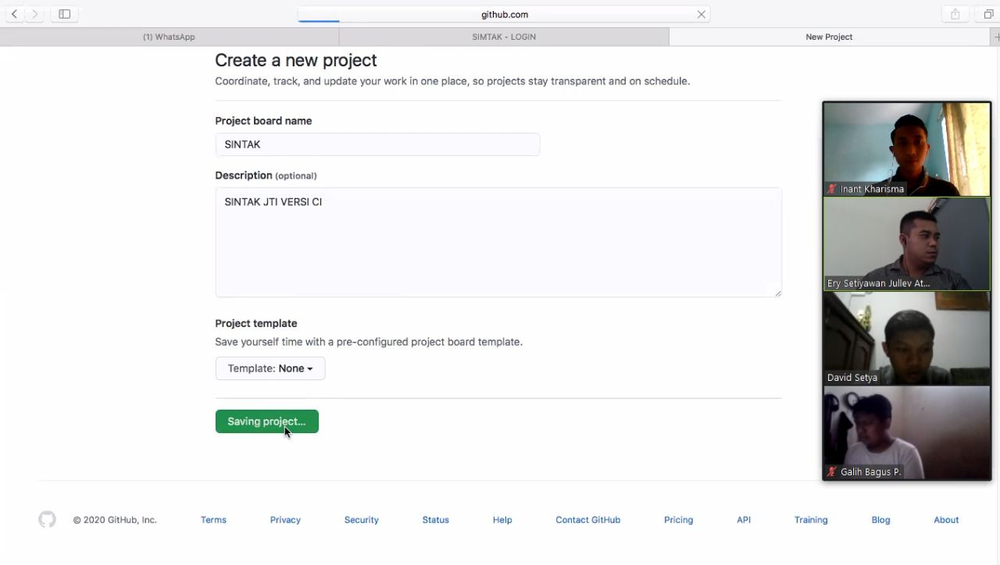 github.com
(1) WhatsApp
SIMTAK - LOGIN
New Project
Create a new project
Coordinate, track, and update your work in one place, so projects stay transparent and on schedule.
Project board name
SINTAK
Description (optional)
SINTAK JTI VERSI CI
Project template
Save yourself time with a pre-configured project board template.
Template: None
Saving project...
Inant Kharisma
Ery Setiyawan Jullev At...
David Setya
Galih Bagus P.
© 2020 GitHub, Inc.
Terms
Privacy
Security
Status
Help
Contact GitHub
Pricing
API
Training
Blog
About